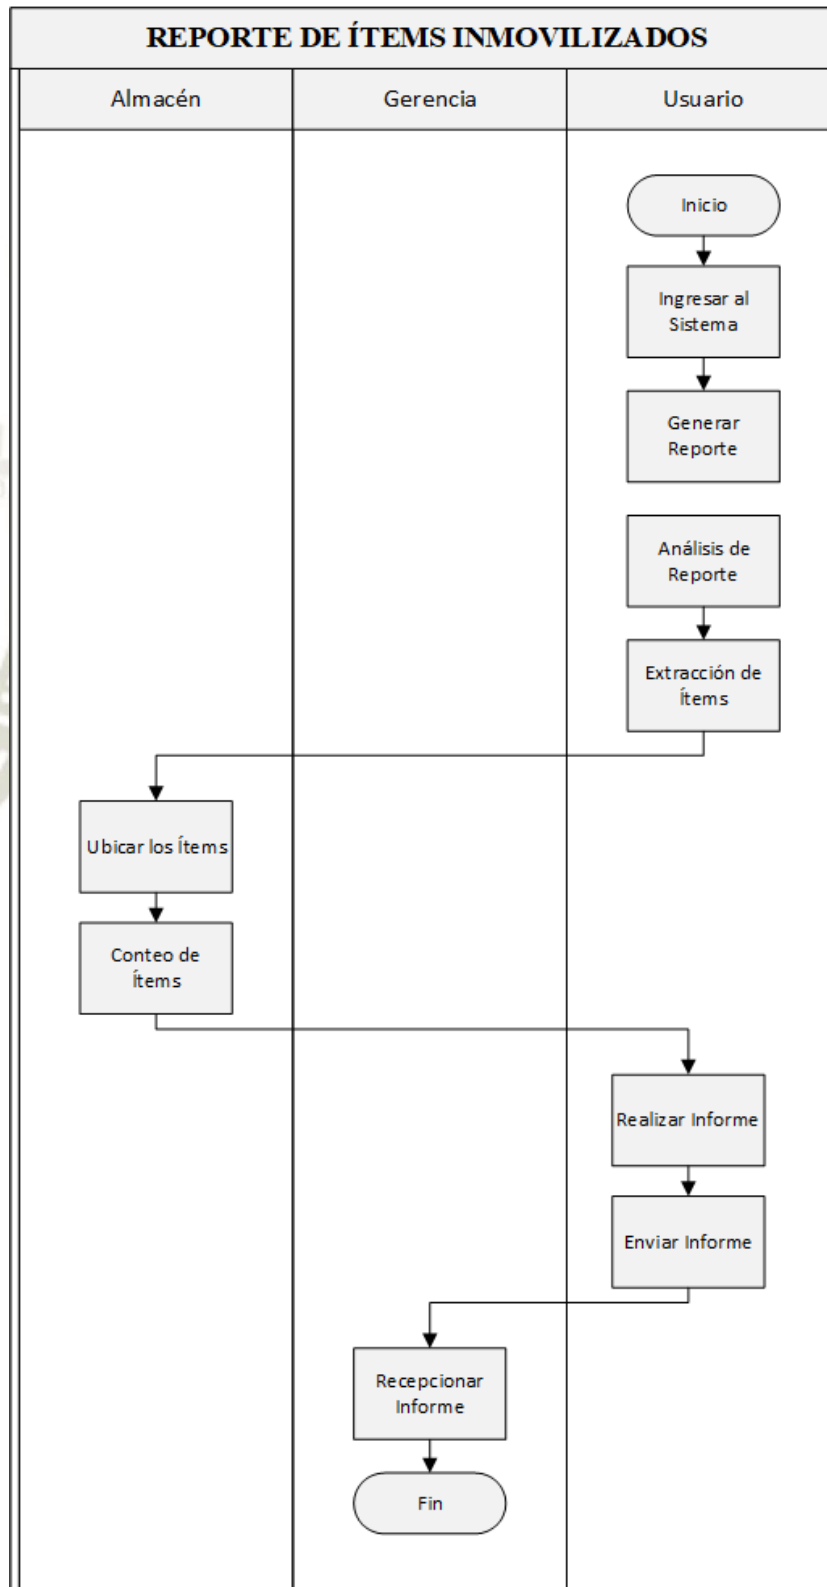 REPORTE DE ÍTEMS INMOVILIZADOS
Almacén
Gerencia
Usuario
Inicio
Ingresar al
Sistema
Generar
Reporte
Análisis de
Reporte
Extracción de
Ítems
Ubicar los Ítems
Conteo de
Ítems
Realizar Informe
Enviar Informe
Recepcionar
Informe
Fin